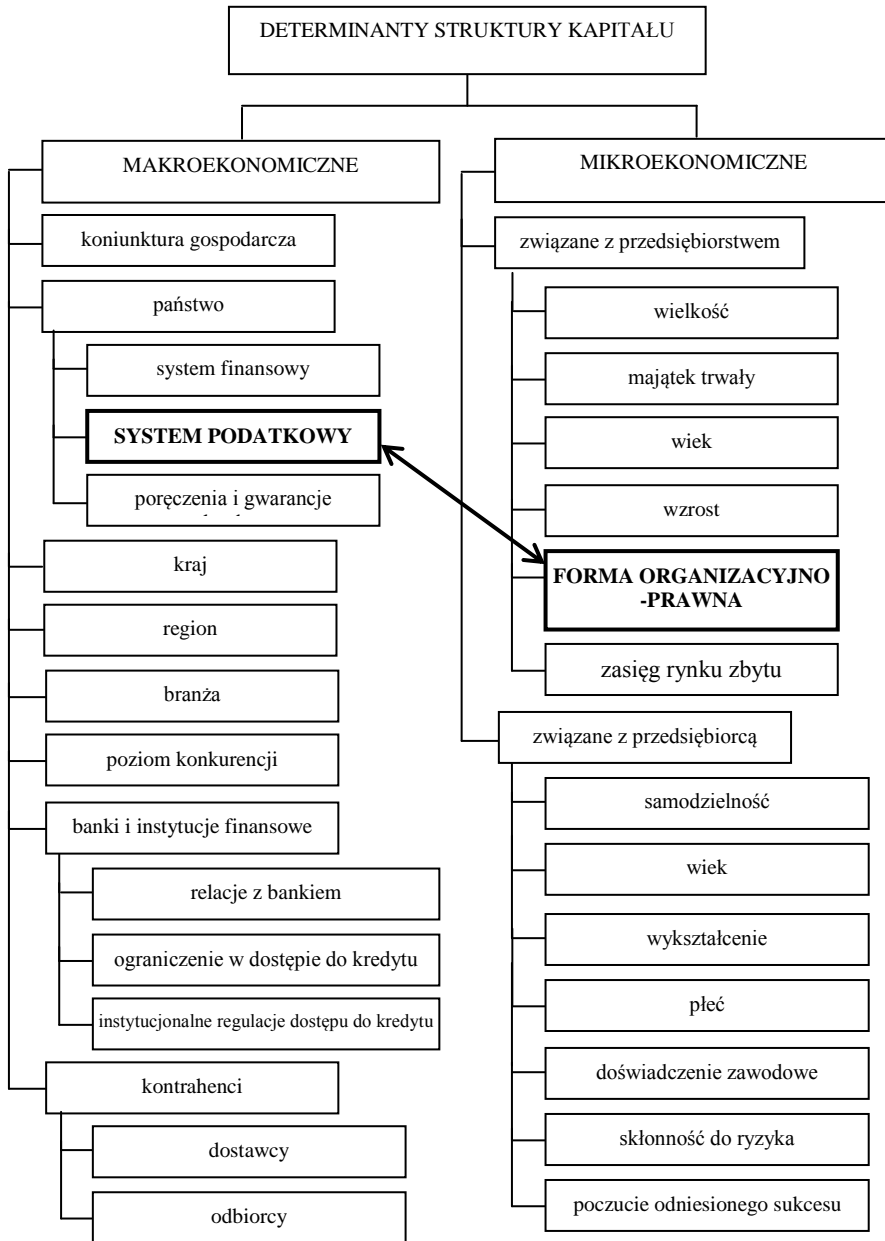 DETERMINANTY STRUKTURY KAPITAŁU
MAKROEKONOMICZNE
koniunktura gospodarcza
państwo
system finansowy
SYSTEM PODATKOWY
poręczenia i gwarancje
kraj
region
branża
poziom konkurencji
banki i instytucje finansowe
relacje z bankiem
ograniczenie w dostępie do kredytu
instytucjonalne regulacje dostępu do kredytu
kontrahenci
dostawcy
odbiorcy
MIKROEKONOMICZNE
związane z przedsiębiorstwem
wielkość
majątek trwały
wiek
wzrost
FORMA ORGANIZACYJNO
-PRAWNA
zasięg rynku zbytu
związane z przedsiębiorcą
samodzielność
wiek
wykształcenie
płeć
doświadczenie zawodowe
skłonność do ryzyka
poczucie odniesionego sukcesu